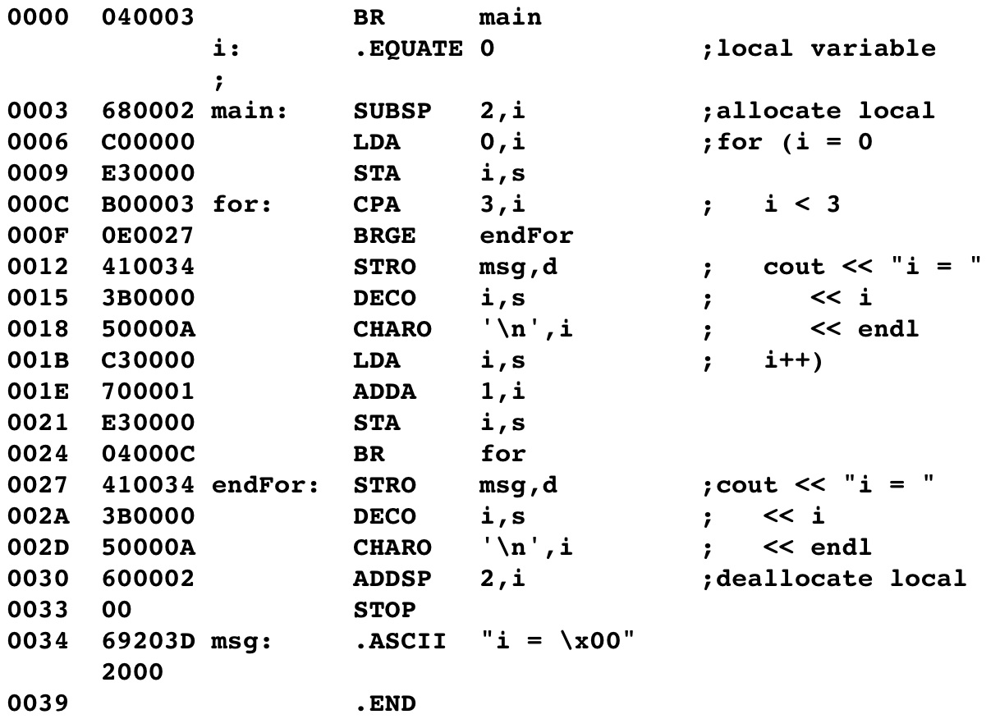 0000  040003           BR      main
             i:        .EQUATE 0             ;local variable
             ;
0003  680002 main:     SUBSP   2,i           ;allocate local
0006  C00000           LDA     0,i           ;for (i = 0
0009  E30000           STA     i,s
000C  B00003 for:      CPA     3,i           ;   i < 3
000F  0E0027           BRGE    endFor
0012  410034           STRO    msg,d         ;   cout << "i = "
0015  3B0000           DECO    i,s           ;      << i
0018  50000A           CHARO   '\n',i        ;      << endl
001B  C30000           LDA     i,s           ;   i++)
001E  700001           ADDA    1,i
0021  E30000           STA     i,s
0024  04000C           BR      for
0027  410034 endFor:   STRO    msg,d         ;cout << "i = "
002A  3B0000           DECO    i,s           ;   << i
002D  50000A           CHARO   '\n',i        ;   << endl
0030  600002           ADDSP   2,i           ;deallocate local
0033  00               STOP
0034  69203D msg:      .ASCII  "i = \x00"
      2000
0039                   .END